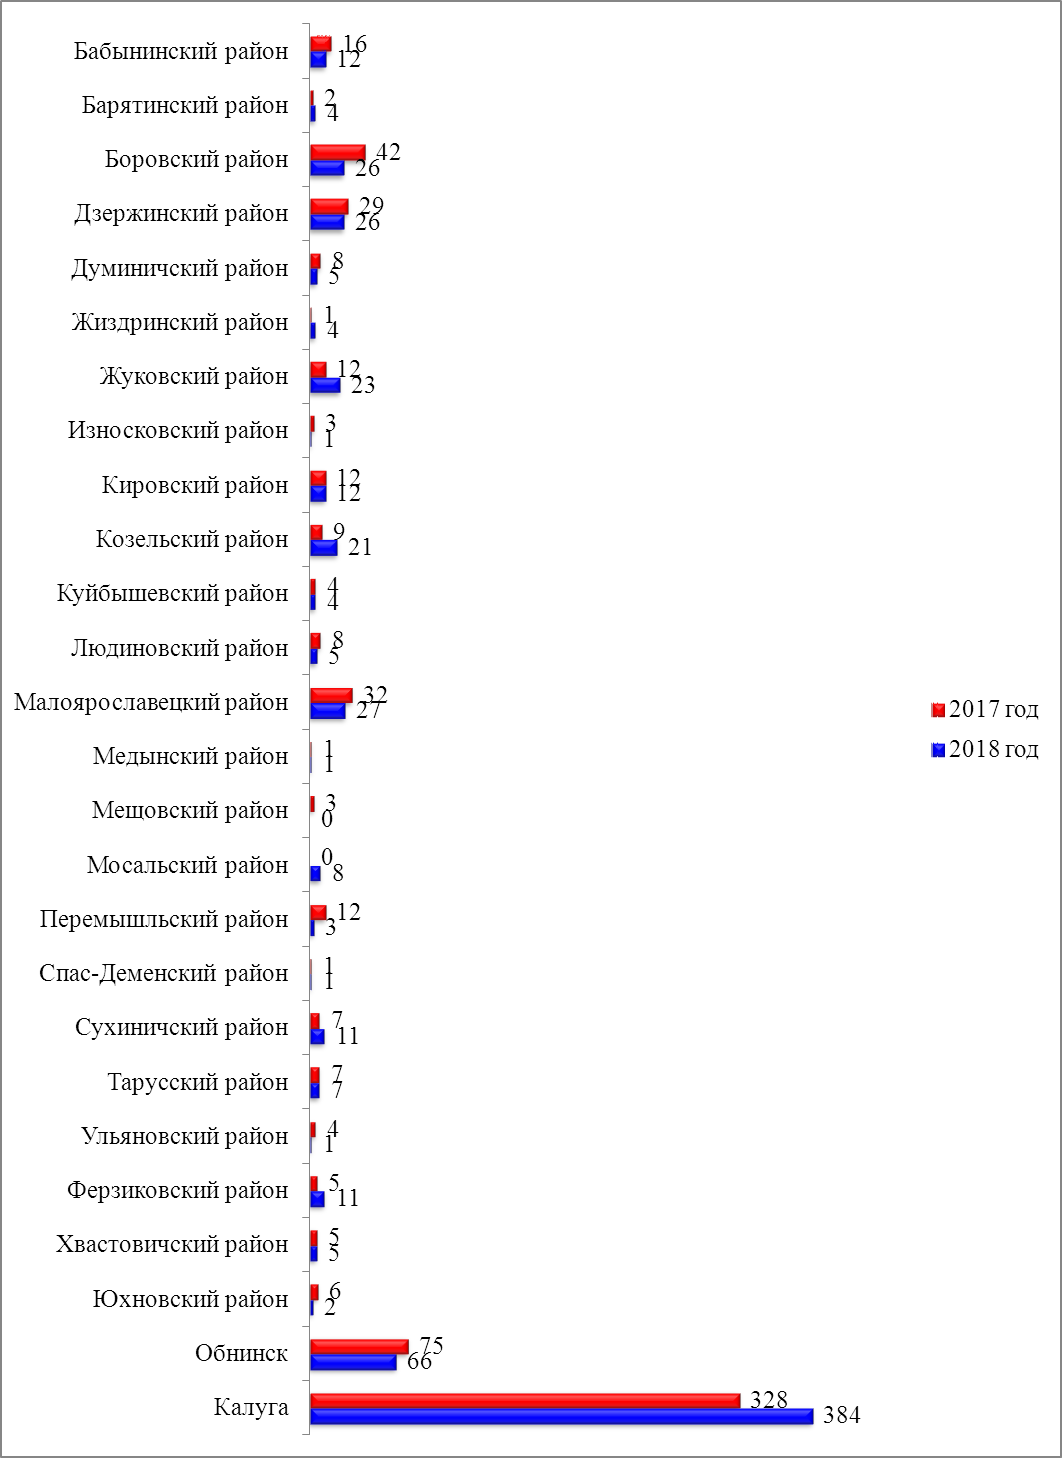 Бабынинский район
16
12
Барятинский район
2
4
Боровский район
42
26
Дзержинский район
29
26
Думиничский район
8
5
Жиздринский район
1
4
Жуковский район
12
23
Износковский район
3
1
Кировский район
12
12
Козельский район
9
21
Куйбышевский район
4
4
Людиновский район
8
5
Малоярославецкий район
32
27
2017 год
2018 год
Медынский район
1
1
Мещовский район
3
0
Мосальский район
0
8
Перемышльский район
12
3
Спас-Деменский район
1
1
Сухиничский район
7
11
Тарусский район
7
7
Ульяновский район
4
1
Ферзиковский район
5
11
Хвастовичский район
5
5
Юхновский район
6
2
Обнинск
75
66
Калуга
328
384